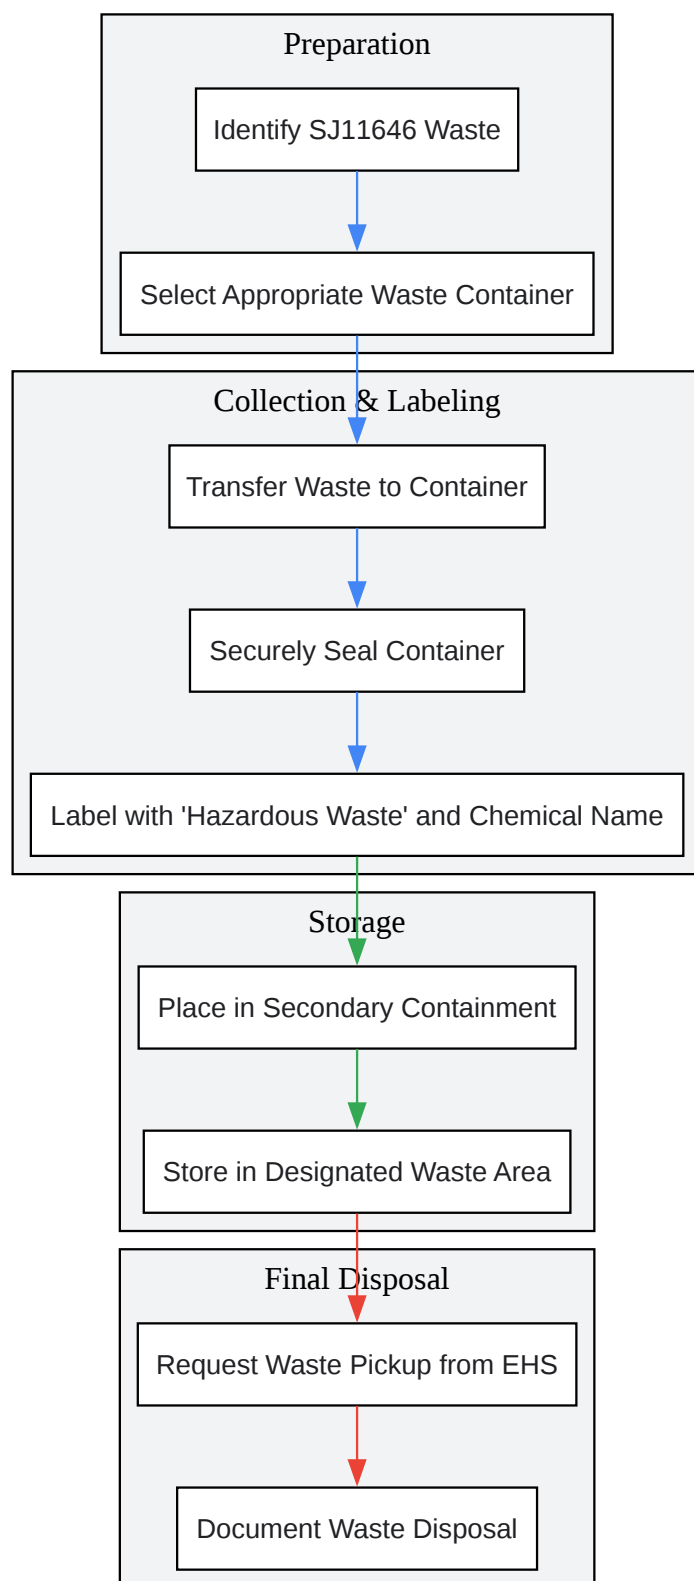 Preparation
Identify SJ11646 Waste
Select Appropriate Waste Container
Collection & Labeling
Transfer Waste to Container
Securely Seal Container
Label with 'Hazardous Waste' and Chemical Name
Storage
Place in Secondary Containment
Store in Designated Waste Area
Final Disposal
Request Waste Pickup from EHS
Document Waste Disposal